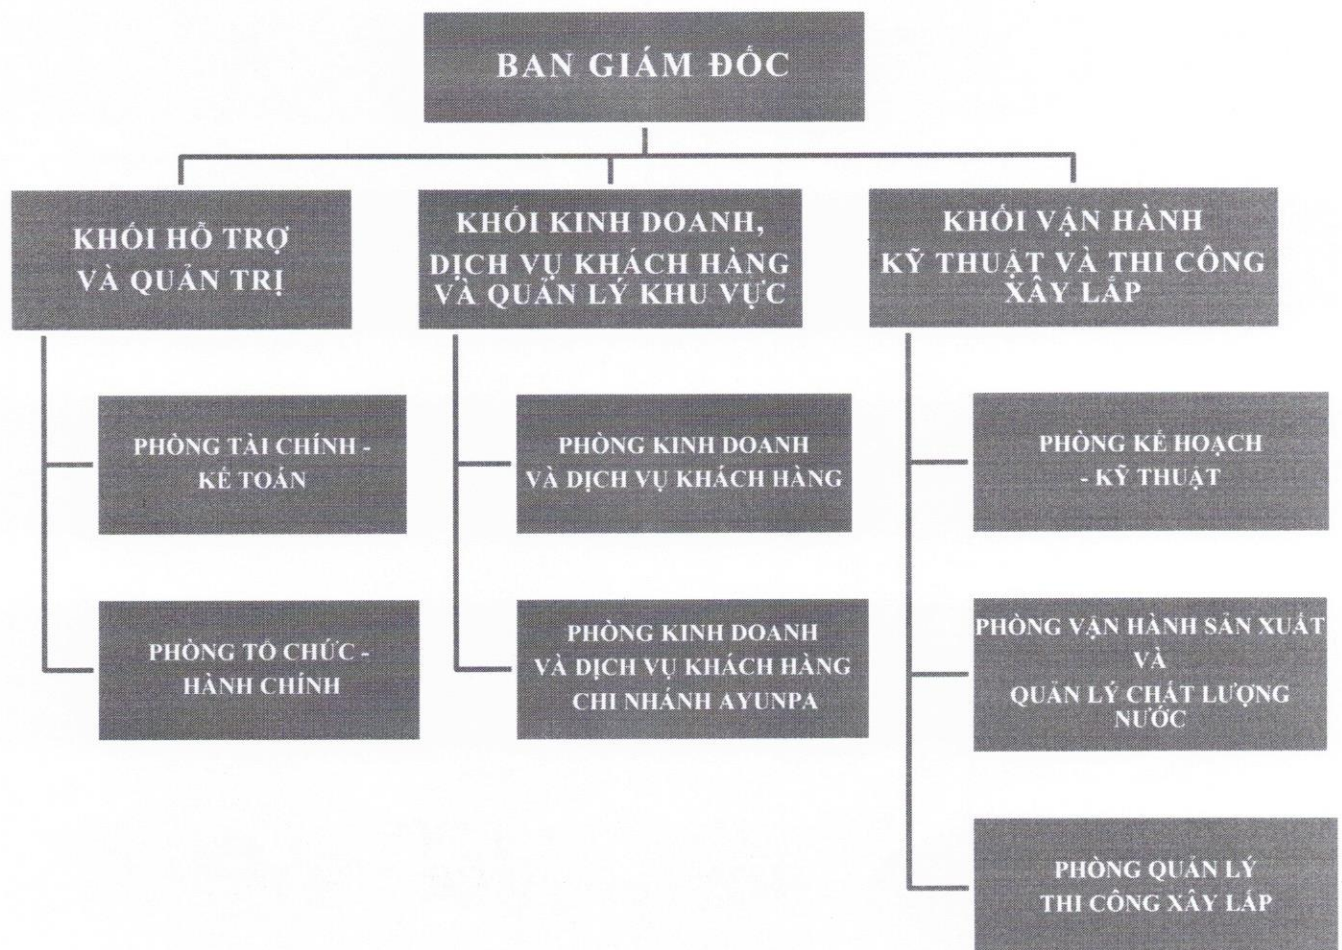 BAN GIÁM ĐỐC
KHỐI HỖ TRỢ
VÀ QUẢN TRỊ
KHỐI KINH DOANH,
DỊCH VỤ KHÁCH HÀNG
VÀ QUẢN LÝ KHU VỰC
KHỐI VẬN HÀNH
KỸ THUẬT VÀ THI CÔNG
XÂY LẮP
PHÒNG TÀI CHÍNH -
KẾ TOÁN
PHÒNG KINH DOANH
VÀ DỊCH VỤ KHÁCH HÀNG
PHÒNG KẾ HOẠCH
- KỸ THUẬT
PHÒNG TỔ CHỨC -
HÀNH CHÍNH
PHÒNG KINH DOANH
VÀ DỊCH VỤ KHÁCH HÀNG
CHI NHÁNH AYUNPA
PHÒNG VẬN HÀNH SẢN XUẤT
VÀ
QUẢN LÝ CHẤT LƯỢNG
NƯỚC
PHÒNG QUẢN LÝ
THI CÔNG XÂY LẮP